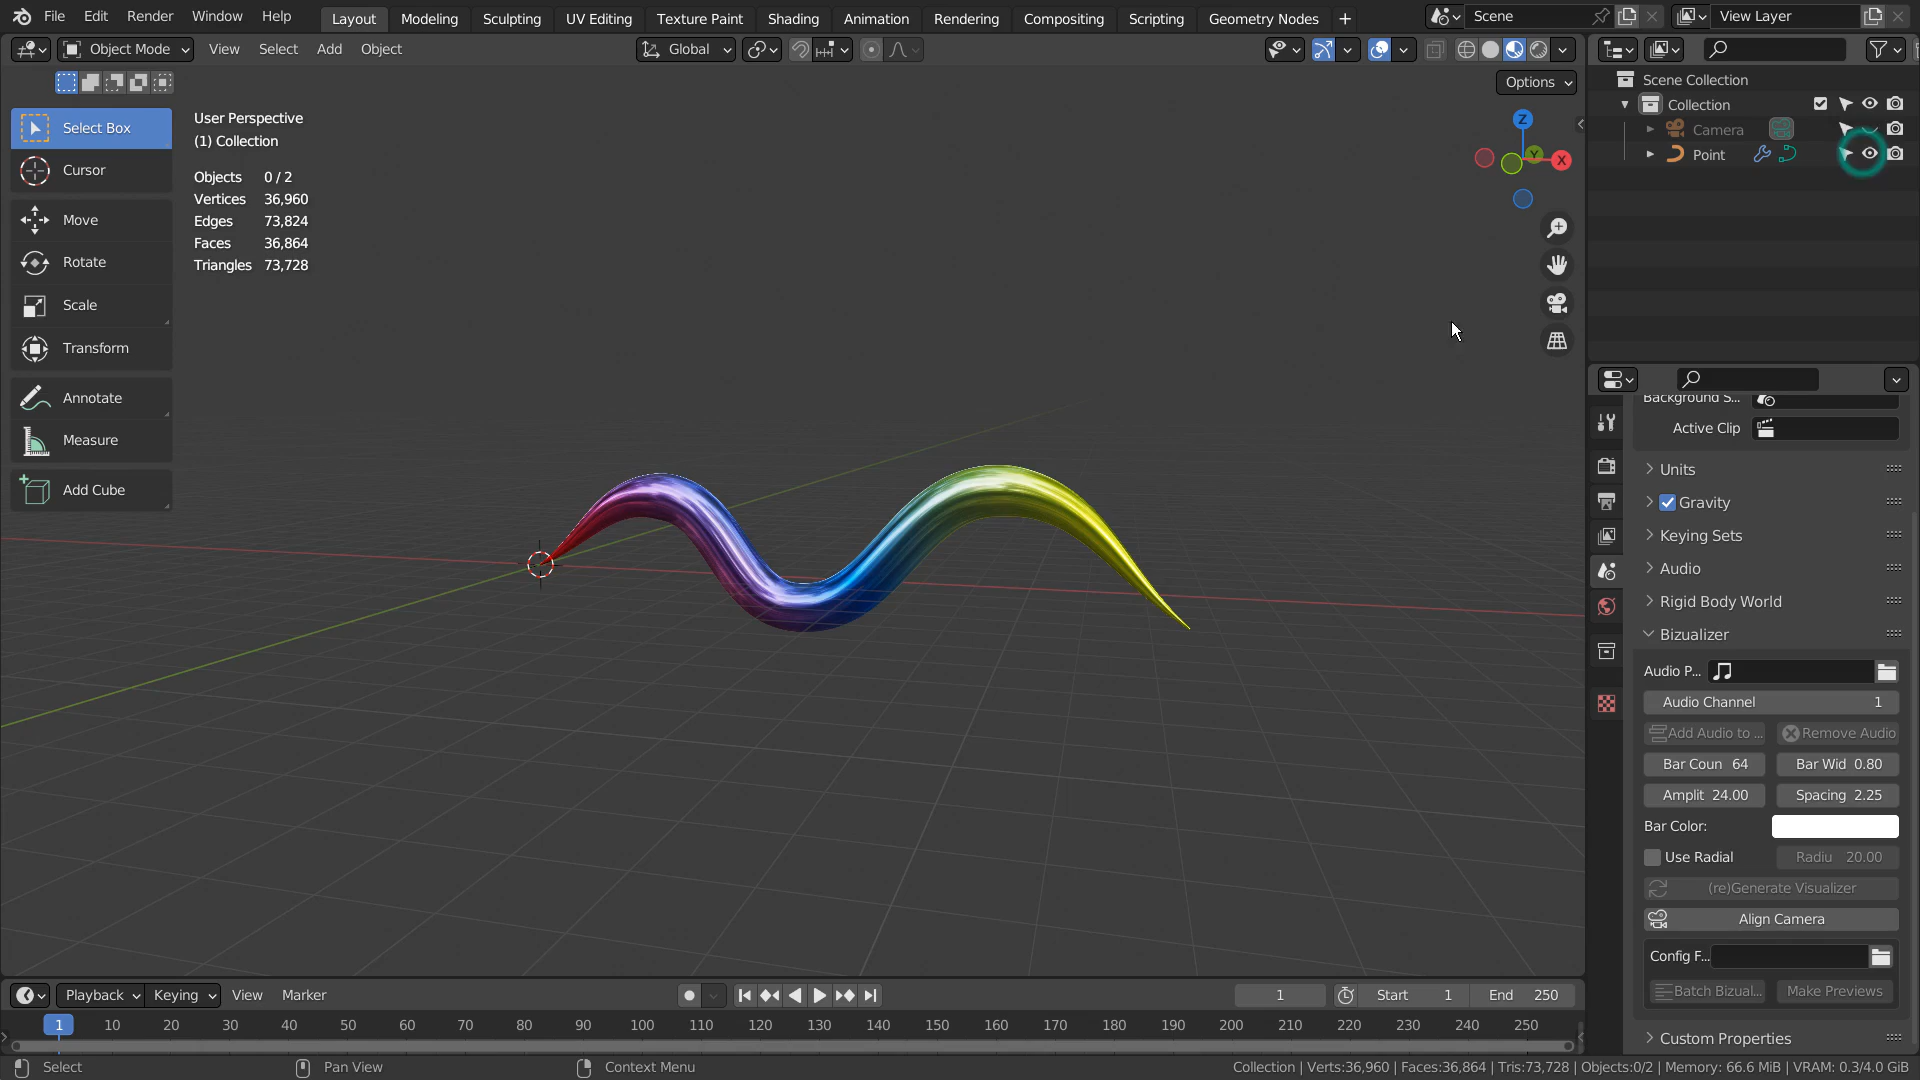 File Edit Render Window Help Layout Modeling Sculpting UV Editing Texture Paint Shading Animation Rendering Compositing Scripting Geometry Nodes + Scene View Layer
Object Mode View Select Add Object Global
Options
Select Box
Cursor
Move
Rotate
Scale
Transform
Annotate
Measure
Add Cube
User Perspective
(1) Collection
Objects 0 / 2
Vertices 36,960
Edges 73,824
Faces 36,864
Triangles 73,728
Z
Y
X
Scene Collection
Collection
Camera
Point
Background S...
Active Clip
Units
Gravity
Keying Sets
Audio
Rigid Body World
Bizualizer
Audio P...
Audio Channel 1
Add Audio to ... Remove Audio
Bar Coun 64 Bar Wid 0.80
Amplit 24.00 Spacing 2.25
Bar Color:
Use Radial Radiu 20.00
(re)Generate Visualizer
Align Camera
Config F...
Batch Bizual... Make Previews
Custom Properties
Playback Keying View Marker 1 Start 1 End 250
1 10 20 30 40 50 60 70 80 90 100 110 120 130 140 150 160 170 180 190 200 210 220 230 240 250
Select Pan View Context Menu Collection | Verts:36,960 | Faces:36,864 | Tris:73,728 | Objects:0/2 | Memory: 66.6 MiB | VRAM: 0.3/4.0 GiB